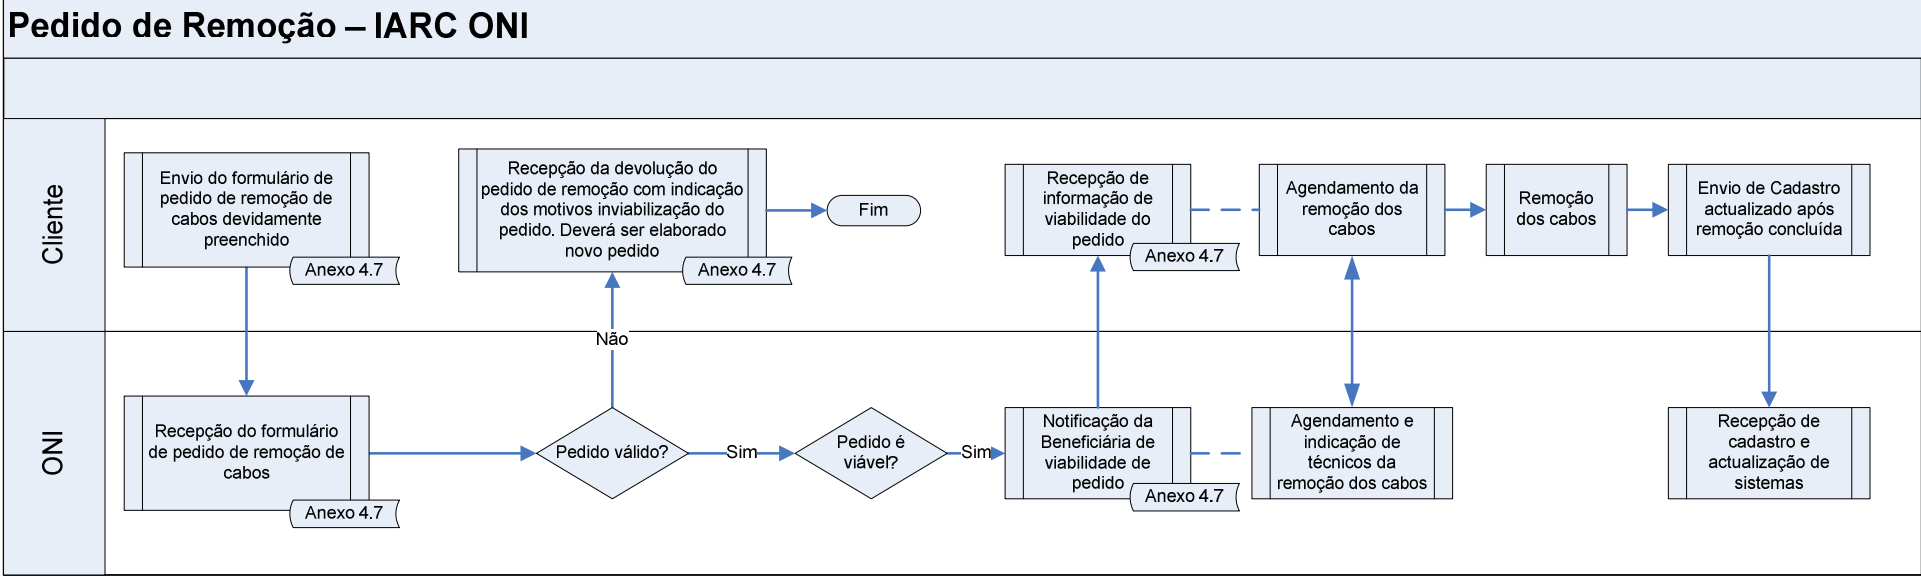 Pedido de Remoção – IARC ONI
Cliente
Envio do formulário de
pedido de remoção de
cabos devidamente
preenchido
Anexo 4.7
Recepção da devolução do
pedido de remoção com indicação
dos motivos inviabilização do
pedido. Deverá ser elaborado
novo pedido
Anexo 4.7
Fim
Recepção de
informação de
viabilidade do
pedido
Anexo 4.7
Agendamento da
remoção dos
cabos
Remoção
dos cabos
Envio de Cadastro
actualizado após
remoção concluída
ONI
Recepção do formulário
de pedido de remoção de
cabos
Anexo 4.7
Pedido válido?
Não
Sim
Pedido é
viável?
Sim
Notificação da
Beneficiária de
viabilidade de
pedido
Anexo 4.7
Agendamento e
indicação de
técnicos da
remoção dos cabos
Recepção de
cadastro e
actualização de
sistemas